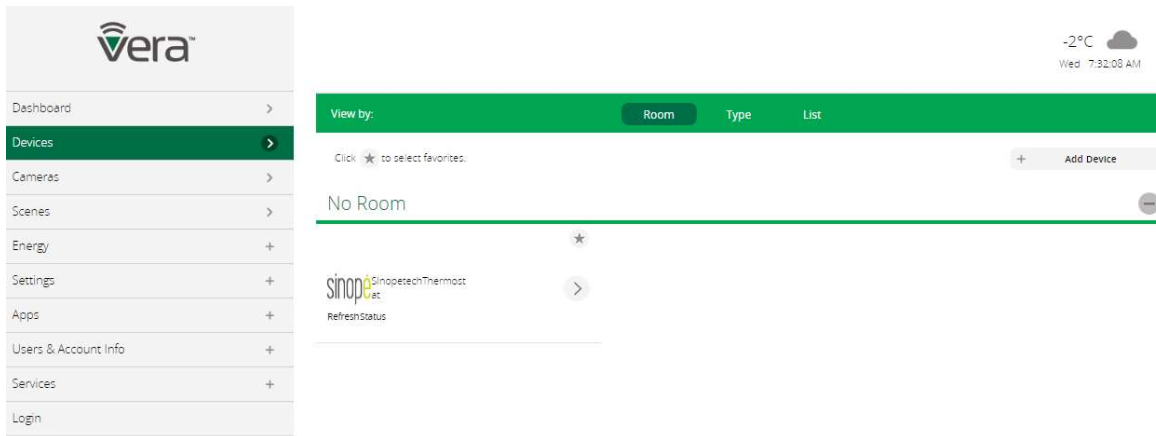 vera™
-2°C
Wed 7:32:08 AM
Dashboard
Devices
Cameras
Scenes
Energy
Settings
Apps
Users & Account Info
Services
Login
View by:
Room
Type
List
Click ★ to select favorites.
+ Add Device
No Room
sinopé
SinopetechThermost
at
RefreshStatus